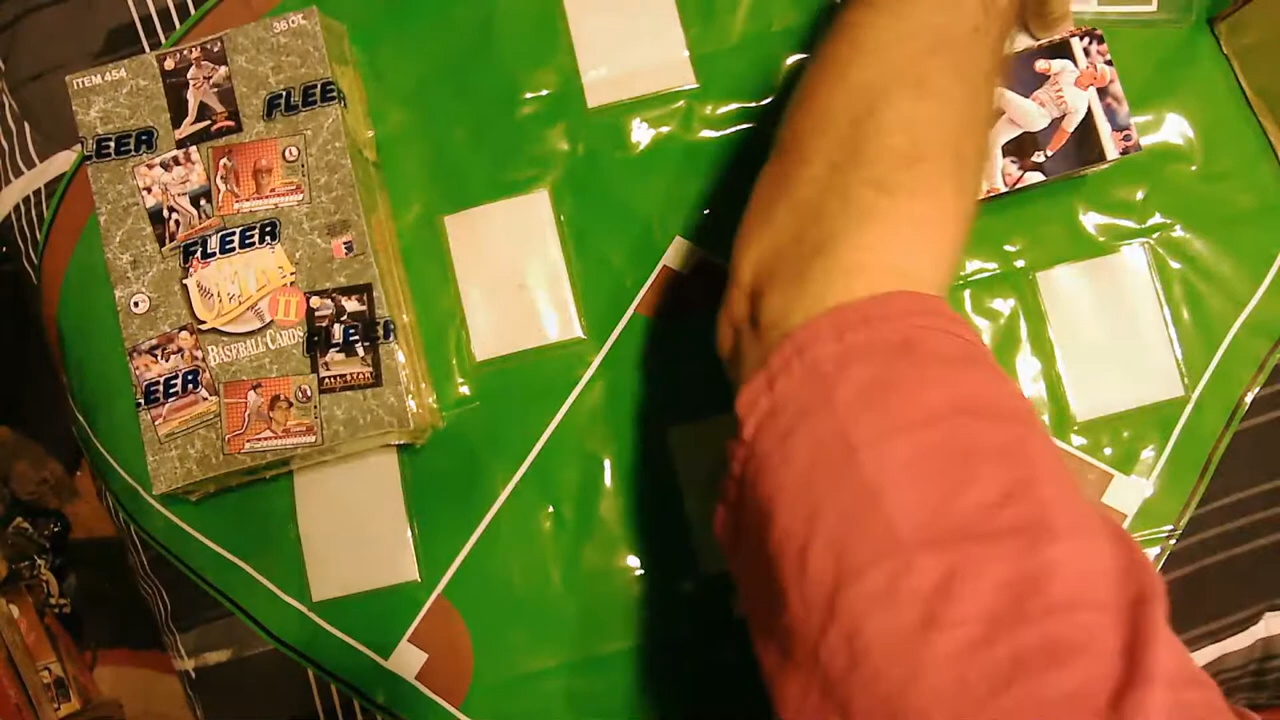 36 CT.
ITEM 454
FLEER
FLEER
FLEER
ULTRA
II
BASEBALL CARDS
FLEER
FLEER
ALL-STAR